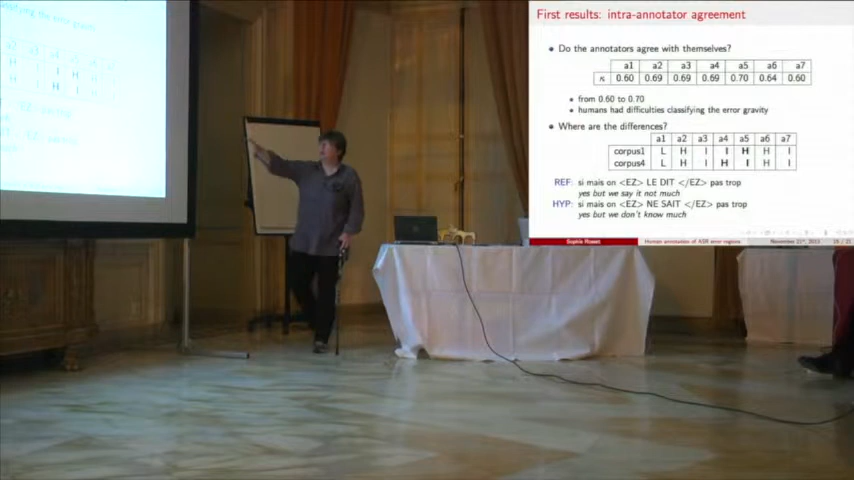 First results: intra-annotator agreement
Do the annotators agree with themselves?
a1 a2 a3 a4 a5 a6 a7
κ 0.60 0.69 0.69 0.69 0.70 0.64 0.60
from 0.60 to 0.70
humans had difficulties classifying the error gravity
Where are the differences?
a1 a2 a3 a4 a5 a6 a7
corpus1 L H I I H H I
corpus4 L H I H I H I
REF: si mais on <EZ> LE DIT </EZ> pas trop
yes but we say it not much
HYP: si mais on <EZ> NE SAIT </EZ> pas trop
yes but we don't know much
Sophie Rosset Human annotation of ASR error regions November 21st, 2013